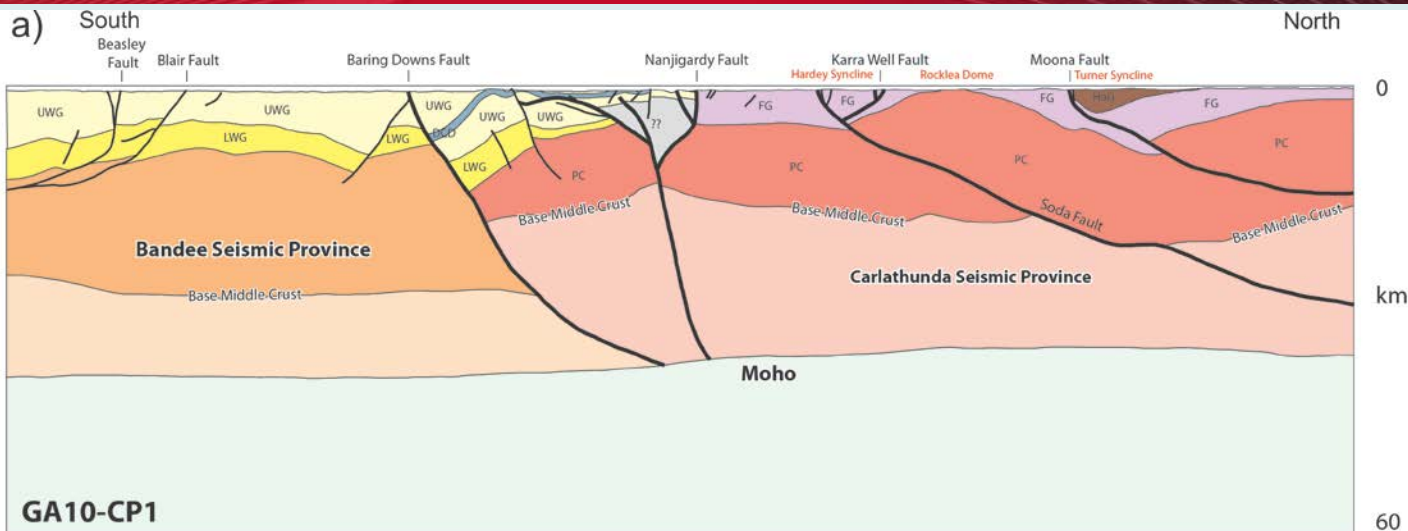 a)
South
North
Beasley
Fault
Blair Fault
Baring Downs Fault
Nanjigardy Fault
Karra Well Fault
Moona Fault
Hardey Syncline
Rocklea Dome
Turner Syncline
0
UWG
UWG
UWG
UWG
UWG
FG
FG
FG
FG
??
LWG
LWG
LWG
DCD
PC
PC
PC
PC
Base Middle Crust
Base Middle Crust
Soda Fault
Base Middle Crust
Bandee Seismic Province
Carlathunda Seismic Province
Base Middle Crust
km
Moho
GA10-CP1
60